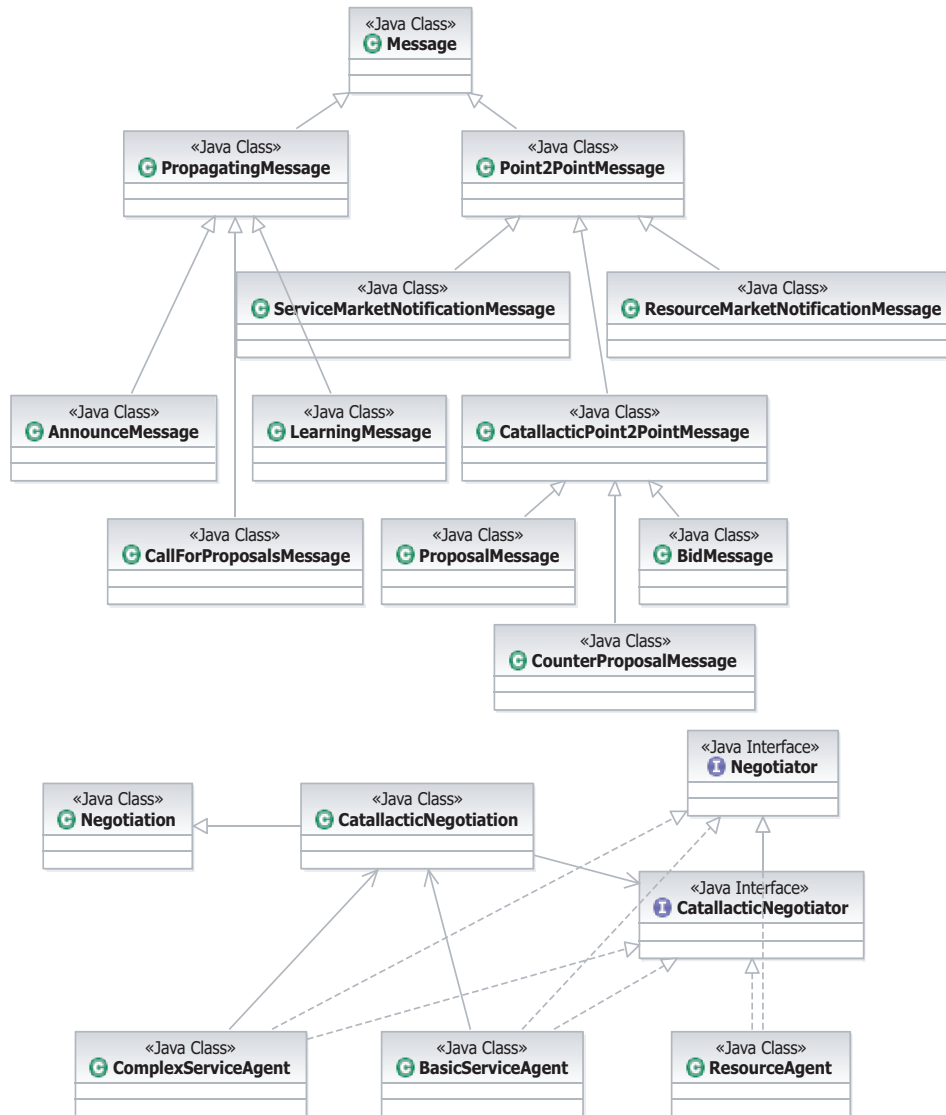 «Java Class»
C Message
«Java Class»
C PropagatingMessage
«Java Class»
C Point2PointMessage
«Java Class»
C ServiceMarketNotificationMessage
«Java Class»
C ResourceMarketNotificationMessage
«Java Class»
C AnnounceMessage
«Java Class»
C LearningMessage
«Java Class»
C CatallacticPoint2PointMessage
«Java Class»
C CallForProposalsMessage
«Java Class»
C ProposalMessage
«Java Class»
C BidMessage
«Java Class»
C CounterProposalMessage
«Java Interface»
I Negotiator
«Java Class»
C Negotiation
«Java Class»
C CatallacticNegotiation
«Java Interface»
I CatallacticNegotiator
«Java Class»
C ComplexServiceAgent
«Java Class»
C BasicServiceAgent
«Java Class»
C ResourceAgent